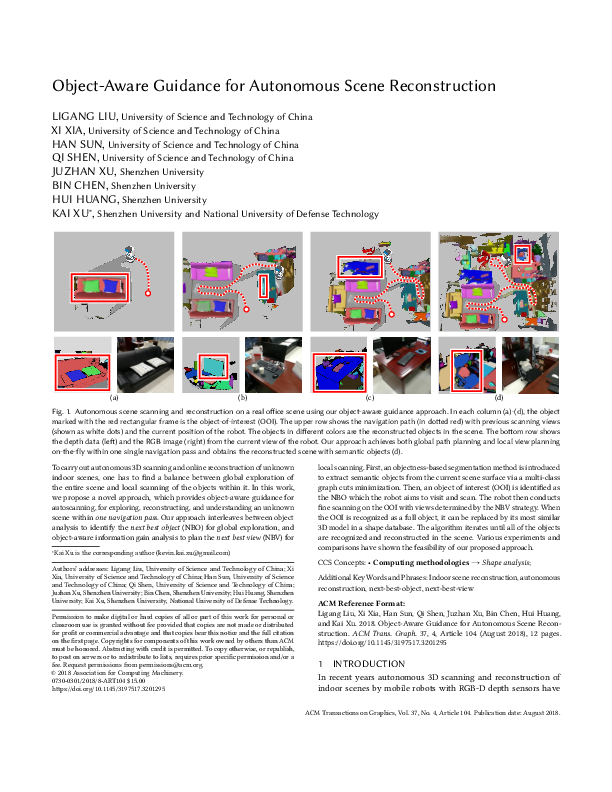 Object-Aware Guidance for Autonomous Scene Reconstruction
LIGANG LIU, University of Science and Technology of China
XI XIA, University of Science and Technology of China
HAN SUN, University of Science and Technology of China
QI SHEN, University of Science and Technology of China
JUZHAN XU, Shenzhen University
BIN CHEN, Shenzhen University
HUI HUANG, Shenzhen University
KAI XU*, Shenzhen University and National University of Defense Technology
(a) (b) (c) (d)
Fig. 1. Autonomous scene scanning and reconstruction on a real office scene using our object-aware guidance approach. In each column (a)-(d), the object
marked with the red rectangular frame is the object-of-interest (OOI). The upper row shows the navigation path (in dotted red) with previous scanning views
(shown as white dots) and the current position of the robot. The objects in different colors are the reconstructed objects in the scene. The bottom row shows
the depth data (left) and the RGB image (right) from the current view of the robot. Our approach achieves both global path planning and local view planning
on-the-fly within one single navigation pass and obtains the reconstructed scene with semantic objects (d).
To carry out autonomous 3D scanning and online reconstruction of unknown
indoor scenes, one has to find a balance between global exploration of
the entire scene and local scanning of the objects within it. In this work,
we propose a novel approach, which provides object-aware guidance for
autoscanning, for exploring, reconstructing, and understanding an unknown
scene within one navigation pass. Our approach interleaves between object
analysis to identify the next best object (NBO) for global exploration, and
object-aware information gain analysis to plan the next best view (NBV) for
*Kai Xu is the corresponding author (kevin.kai.xu@gmail.com)
Authors' addresses: Ligang Liu, University of Science and Technology of China; Xi
Xia, University of Science and Technology of China; Han Sun, University of Science
and Technology of China; Qi Shen, University of Science and Technology of China;
Juzhan Xu, Shenzhen University; Bin Chen, Shenzhen University; Hui Huang, Shenzhen
University; Kai Xu, Shenzhen University, National University of Defense Technology.
Permission to make digital or hard copies of all or part of this work for personal or
classroom use is granted without fee provided that copies are not made or distributed
for profit or commercial advantage and that copies bear this notice and the full citation
on the first page. Copyrights for components of this work owned by others than ACM
must be honored. Abstracting with credit is permitted. To copy otherwise, or republish,
to post on servers or to redistribute to lists, requires prior specific permission and/or a
fee. Request permissions from permissions@acm.org.
© 2018 Association for Computing Machinery.
0730-0301/2018/8-ART104 $15.00
https://doi.org/10.1145/3197517.3201295
local scanning. First, an objectness-based segmentation method is introduced
to extract semantic objects from the current scene surface via a multi-class
graph cuts minimization. Then, an object of interest (OOI) is identified as
the NBO which the robot aims to visit and scan. The robot then conducts
fine scanning on the OOI with views determined by the NBV strategy. When
the OOI is recognized as a full object, it can be replaced by its most similar
3D model in a shape database. The algorithm iterates until all of the objects
are recognized and reconstructed in the scene. Various experiments and
comparisons have shown the feasibility of our proposed approach.
CCS Concepts: • Computing methodologies → Shape analysis;
Additional Key Words and Phrases: Indoor scene reconstruction, autonomous
reconstruction, next-best-object, next-best-view
ACM Reference Format:
Ligang Liu, Xi Xia, Han Sun, Qi Shen, Juzhan Xu, Bin Chen, Hui Huang,
and Kai Xu. 2018. Object-Aware Guidance for Autonomous Scene Recon-
struction. ACM Trans. Graph. 37, 4, Article 104 (August 2018), 12 pages.
https://doi.org/10.1145/3197517.3201295
1 INTRODUCTION
In recent years autonomous 3D scanning and reconstruction of
indoor scenes by mobile robots with RGB-D depth sensors have
ACM Transactions on Graphics, Vol. 37, No. 4, Article 104. Publication date: August 2018.